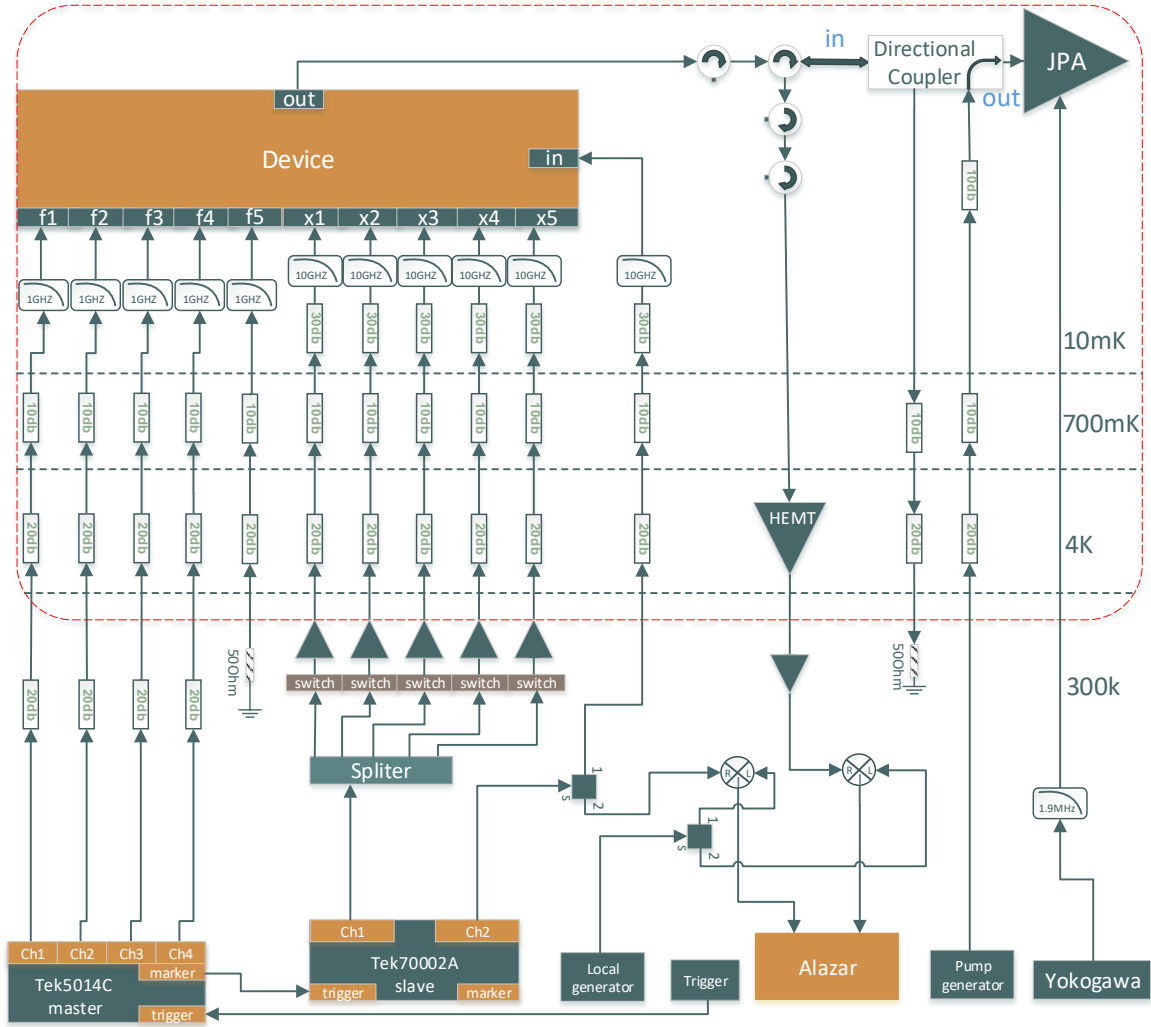 in
Directional
Coupler
JPA
out
out
10db
Device
in
f1 f2 f3 f4 f5 x1 x2 x3 x4 x5
1GHZ 1GHZ 1GHZ 1GHZ 1GHZ 10GHZ 10GHZ 10GHZ 10GHZ 10GHZ 10GHZ
30db 30db 30db 30db 30db 30db
10mK
10db 10db 10db 10db 10db 10db 10db 10db 10db 10db 10db 10db 10db
700mK
HEMT
20db 20db 20db 20db 20db 20db 20db 20db 20db 20db 20db 20db 20db
4K
50Ohm
50Ohm
switch switch switch switch switch
20db 20db 20db 20db
300k
Spliter
1
s 2
R L
R L
1
s 2
1.9MHz
Ch1 Ch2 Ch3 Ch4
marker
Tek5014C
master
trigger
Ch1 Ch2
Tek70002A
slave
trigger marker
Local
generator
Trigger
Alazar
Pump
generator
Yokogawa